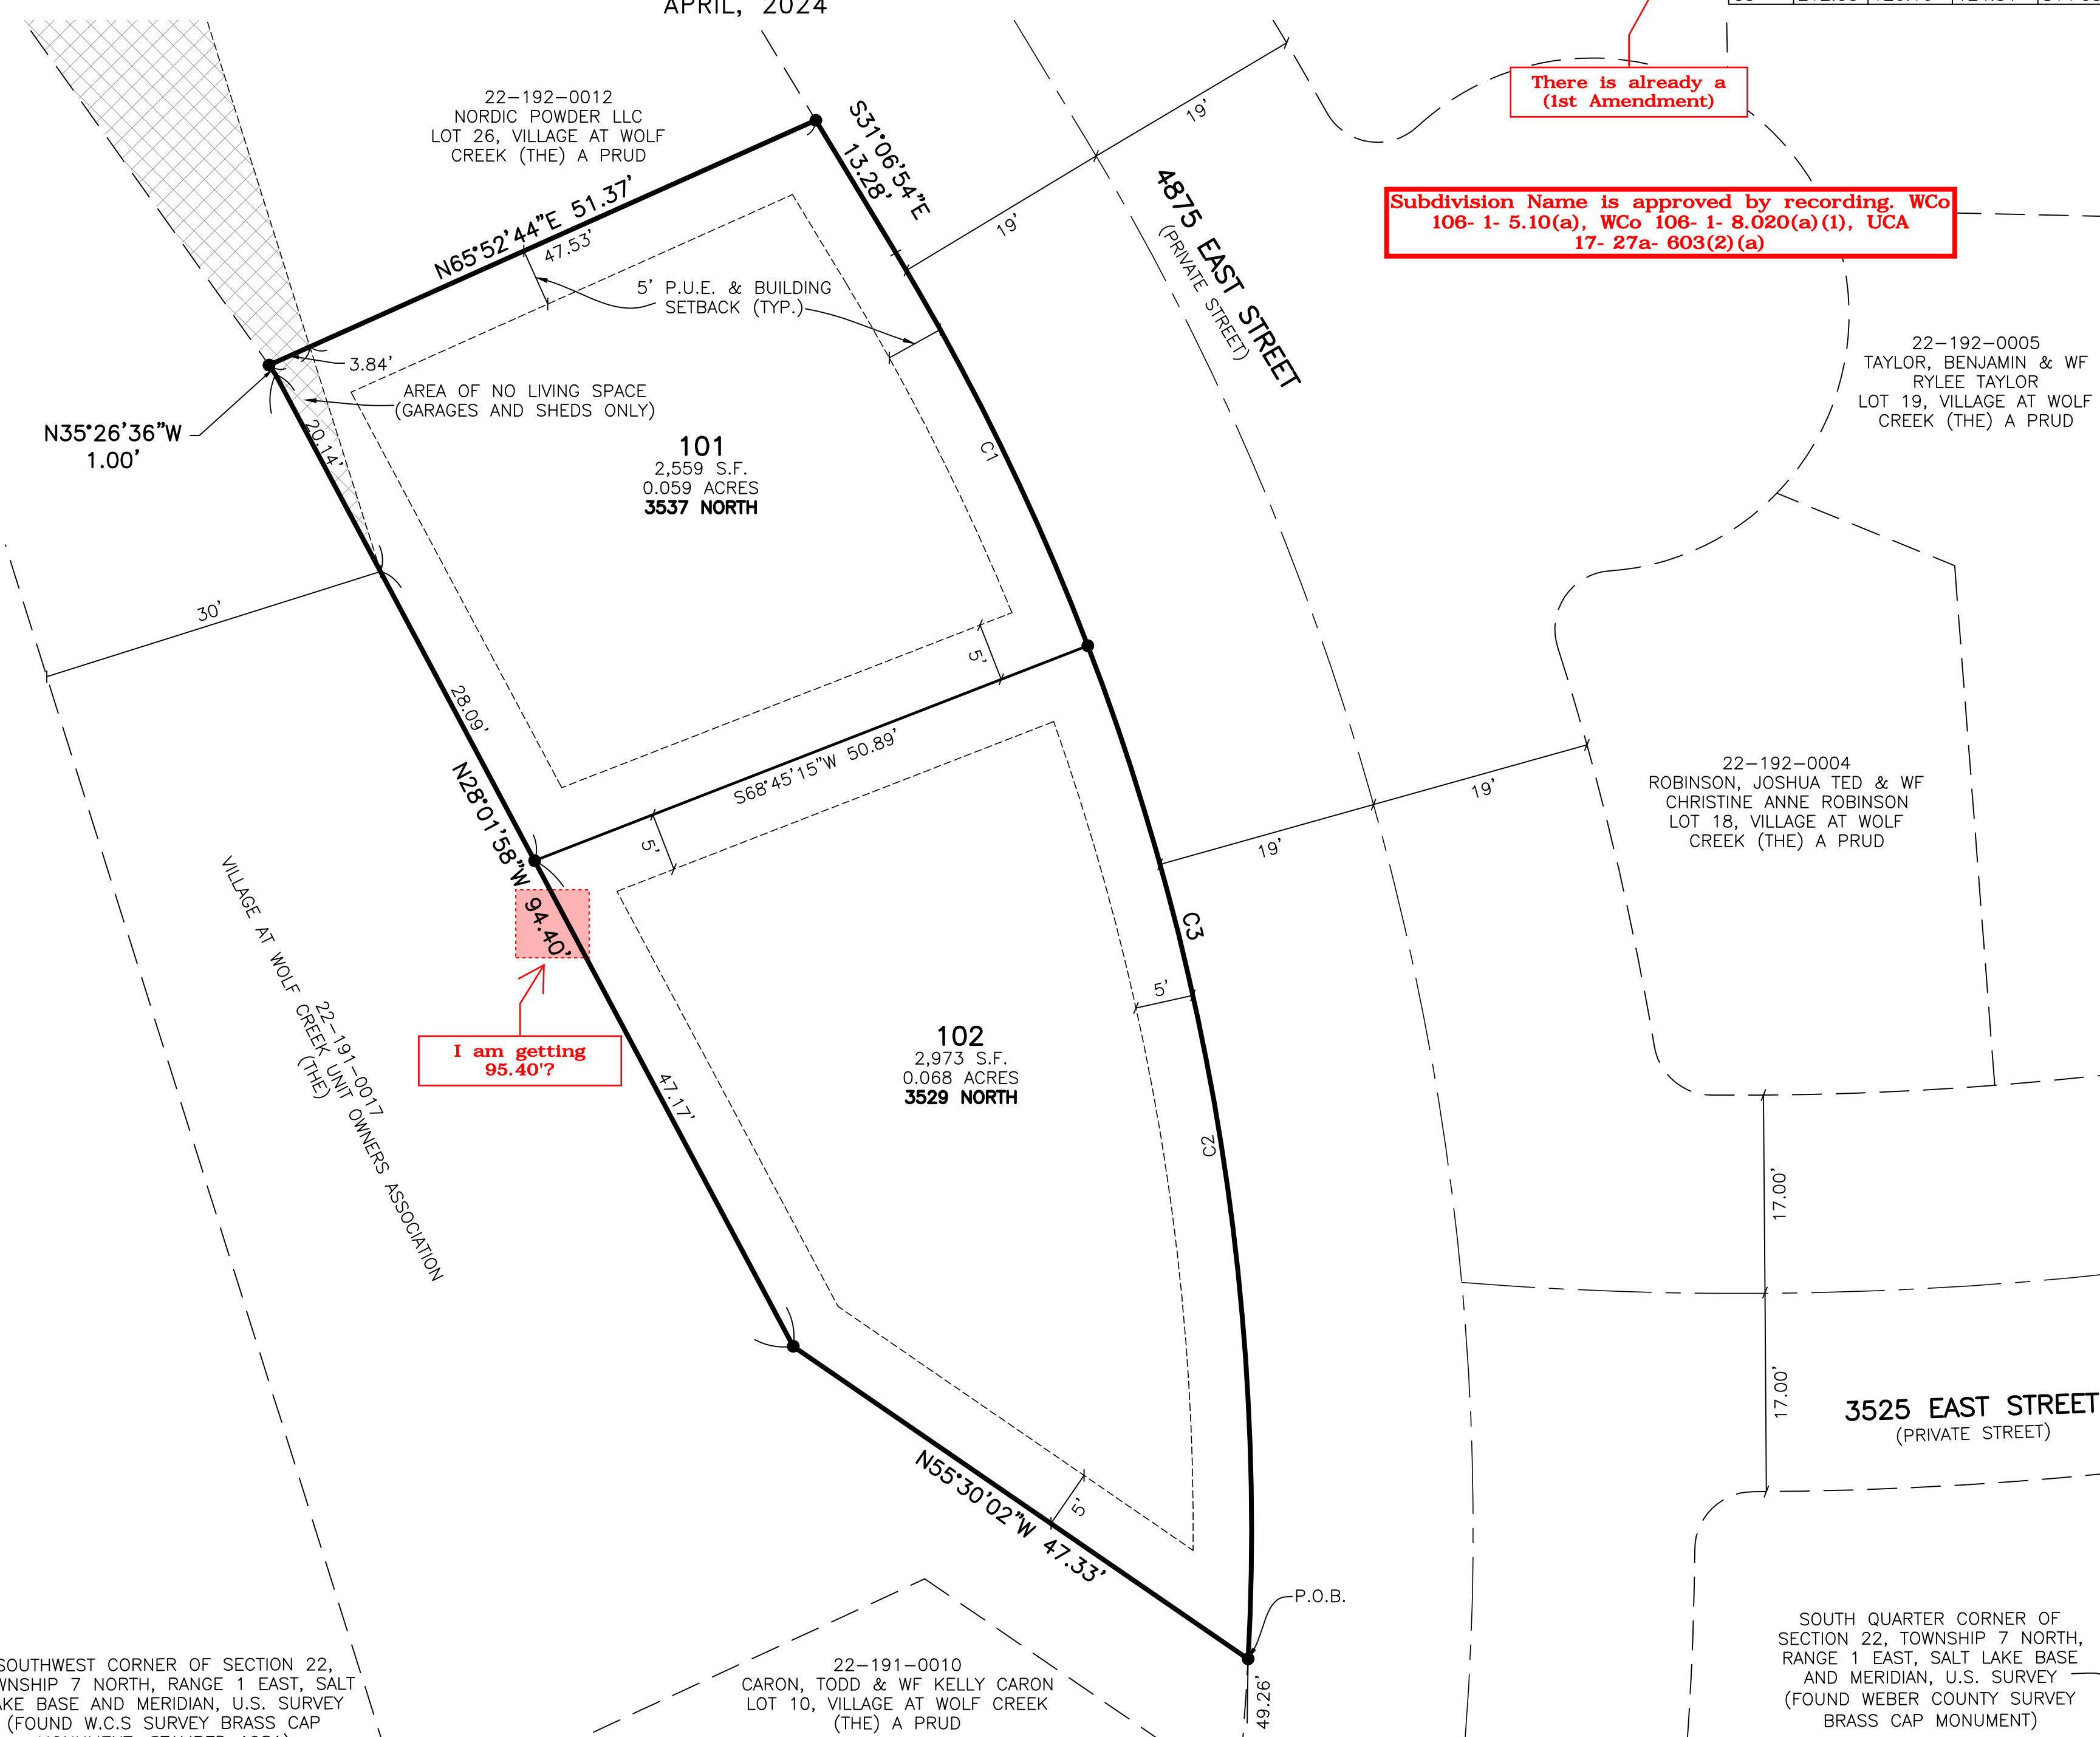 APRIL, 2024
There is already a
(1st Amendment)
22-192-0012
NORDIC POWDER LLC
LOT 26, VILLAGE AT WOLF
CREEK (THE) A PRUD
S31°06'54"E
13.28'
19'
19'
4875 EAST STREET
(PRIVATE STREET)
Subdivision Name is approved by recording. WCo
106- 1- 5.10(a), WCo 106- 1- 8.020(a)(1), UCA
17- 27a- 603(2)(a)
N65°52'44"E 51.37'
47.53'
5' P.U.E. & BUILDING
SETBACK (TYP.)
3.84'
AREA OF NO LIVING SPACE
(GARAGES AND SHEDS ONLY)
N35°26'36"W
1.00'
20.14'
101
2,559 S.F.
0.059 ACRES
3537 NORTH
C1
22-192-0005
TAYLOR, BENJAMIN & WF
RYLEE TAYLOR
LOT 19, VILLAGE AT WOLF
CREEK (THE) A PRUD
30'
28.09'
5'
S68°45'15"W 50.89'
5'
N28°01'58"W 94.40'
I am getting
95.40'?
19'
19'
22-192-0004
ROBINSON, JOSHUA TED & WF
CHRISTINE ANNE ROBINSON
LOT 18, VILLAGE AT WOLF
CREEK (THE) A PRUD
C3
5'
102
2,973 S.F.
0.068 ACRES
3529 NORTH
C2
47.17'
22-191-0017
VILLAGE AT WOLF CREEK UNIT OWNERS ASSOCIATION
(THE)
17.00'
17.00'
3525 EAST STREET
(PRIVATE STREET)
N55°30'02"W 47.33'
5'
P.O.B.
49.26'
22-191-0010
CARON, TODD & WF KELLY CARON
LOT 10, VILLAGE AT WOLF CREEK
(THE) A PRUD
SOUTHWEST CORNER OF SECTION 22,
WNSHIP 7 NORTH, RANGE 1 EAST, SALT
AKE BASE AND MERIDIAN, U.S. SURVEY
(FOUND W.C.S SURVEY BRASS CAP
SOUTH QUARTER CORNER OF
SECTION 22, TOWNSHIP 7 NORTH,
RANGE 1 EAST, SALT LAKE BASE
AND MERIDIAN, U.S. SURVEY
(FOUND WEBER COUNTY SURVEY
BRASS CAP MONUMENT)